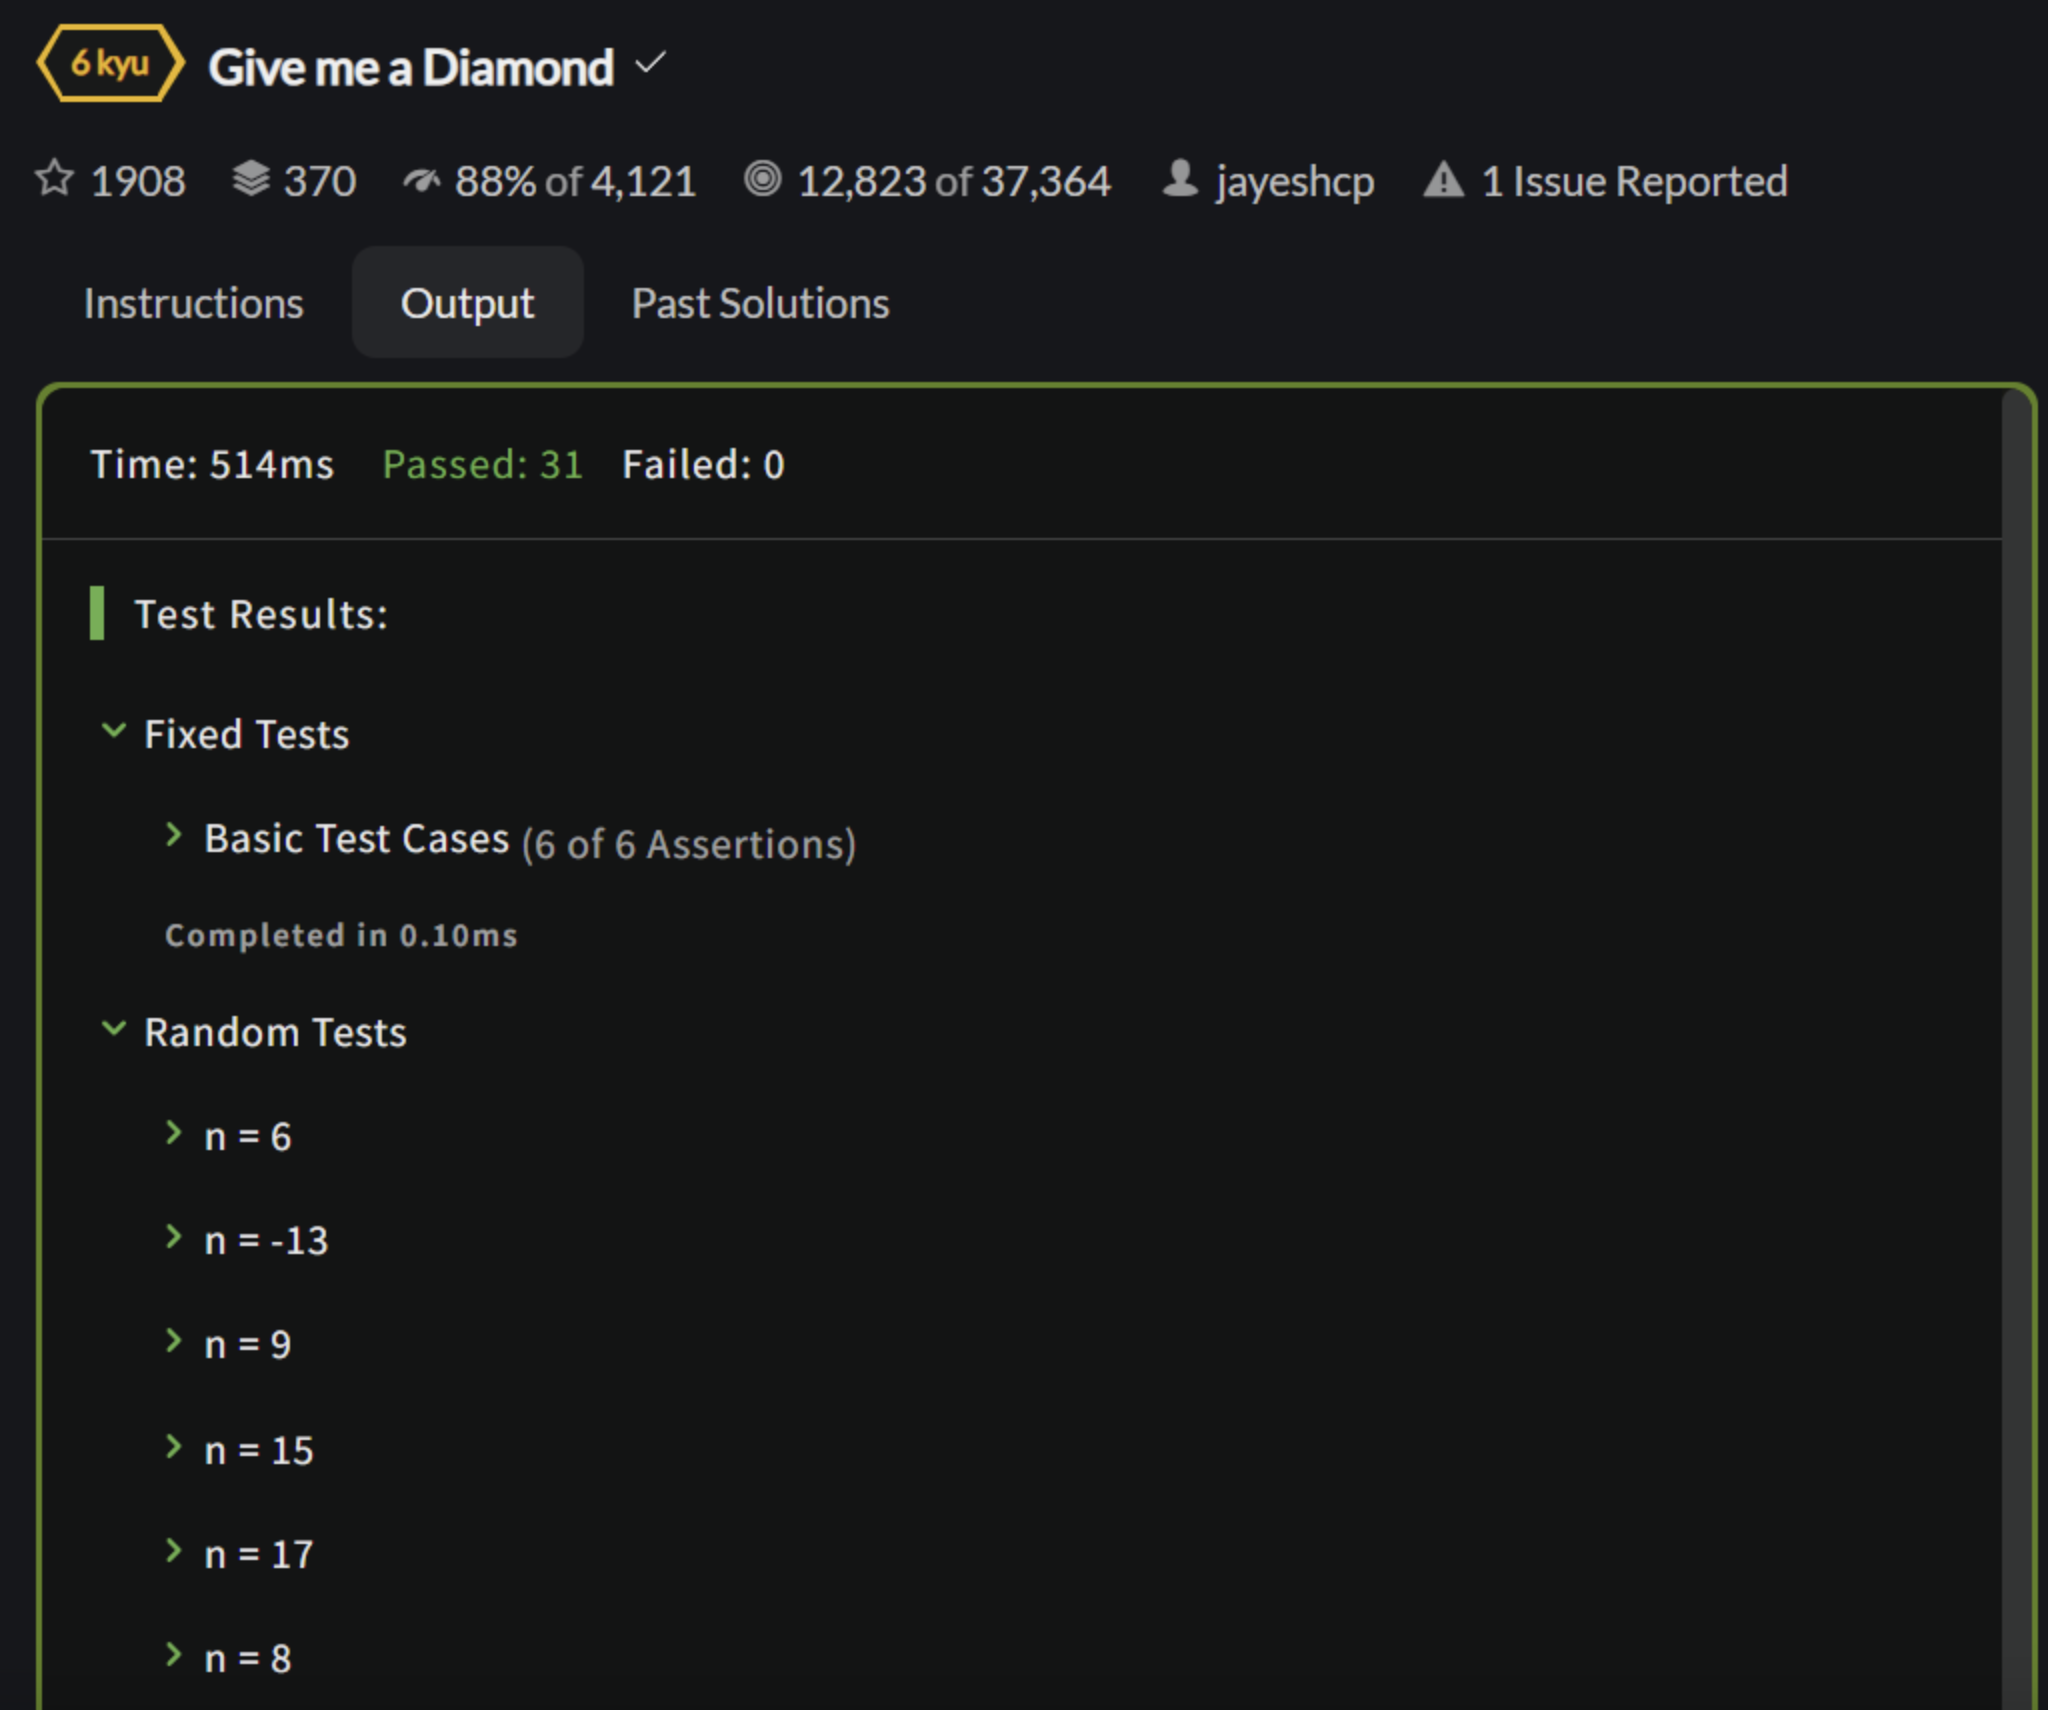 6 kyu Give me a Diamond
1908 370 88% of 4,121 12,823 of 37,364 jayeshcp 1 Issue Reported
Instructions Output Past Solutions
Time: 514ms Passed: 31 Failed: 0
Test Results:
Fixed Tests
Basic Test Cases (6 of 6 Assertions)
Completed in 0.10ms
Random Tests
n = 6
n = -13
n = 9
n = 15
n = 17
n = 8